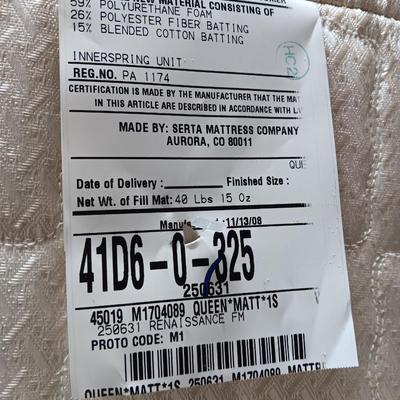 MATERIAL CONSISTING OF
59% POLYURETHANE FOAM
26% POLYESTER FIBER BATTING
15% BLENDED COTTON BATTING
HC2
INNERSPRING UNIT
REG.NO. PA 1174
CERTIFICATION IS MADE BY THE MANUFACTURER THAT THE
IN THIS ARTICLE ARE DESCRIBED IN ACCORDANCE WITH
MADE BY: SERTA MATTRESS COMPANY
AURORA, CO 80011
Date of Delivery : Finished Size :
Net Wt. of Fill Mat: 40 Lbs 15 Oz
11/13/08
41D6-0-325
250631
45019 M1704089 QUEEN*MATT*1S
250631 RENAISSANCE FM
PROTO CODE: M1
QUEEN*MATT*1S 250631 M1704089